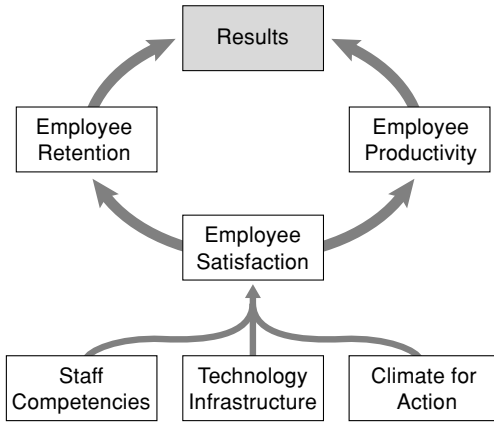 Results
Employee
Retention
Employee
Productivity
Employee
Satisfaction
Staff
Competencies
Technology
Infrastructure
Climate for
Action